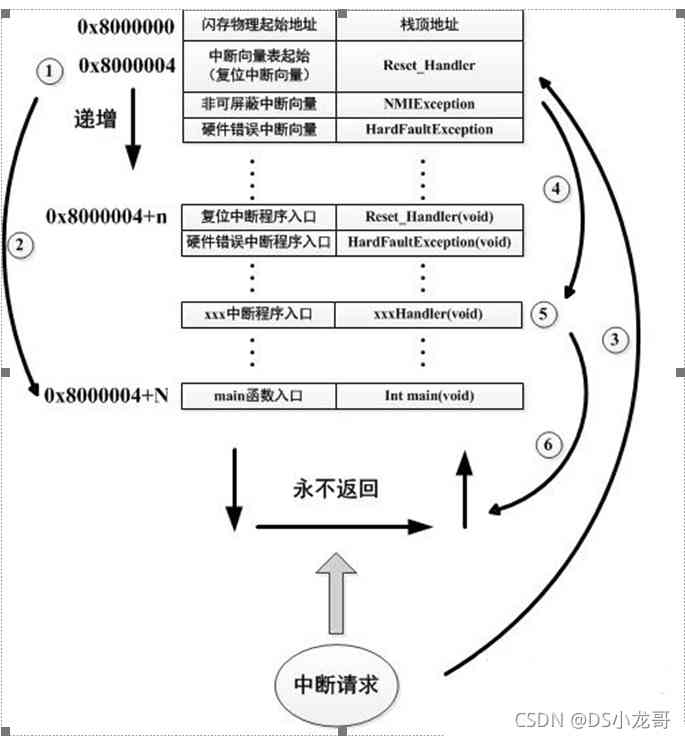 0x8000000 闪存物理起始地址 栈顶地址
① 0x8000004 中断向量表起始
(复位中断向量) Reset_Handler
递增 非可屏蔽中断向量 NMIException
硬件错误中断向量 HardFaultException
④
0x8000004+n 复位中断程序入口 Reset_Handler(void)
② 硬件错误中断程序入口 HardFaultException(void)
xxx中断程序入口 xxxHandler(void) ⑤
③
0x8000004+N main函数入口 Int main(void)
⑥
永不返回
中断请求
CSDN @DS小龙哥